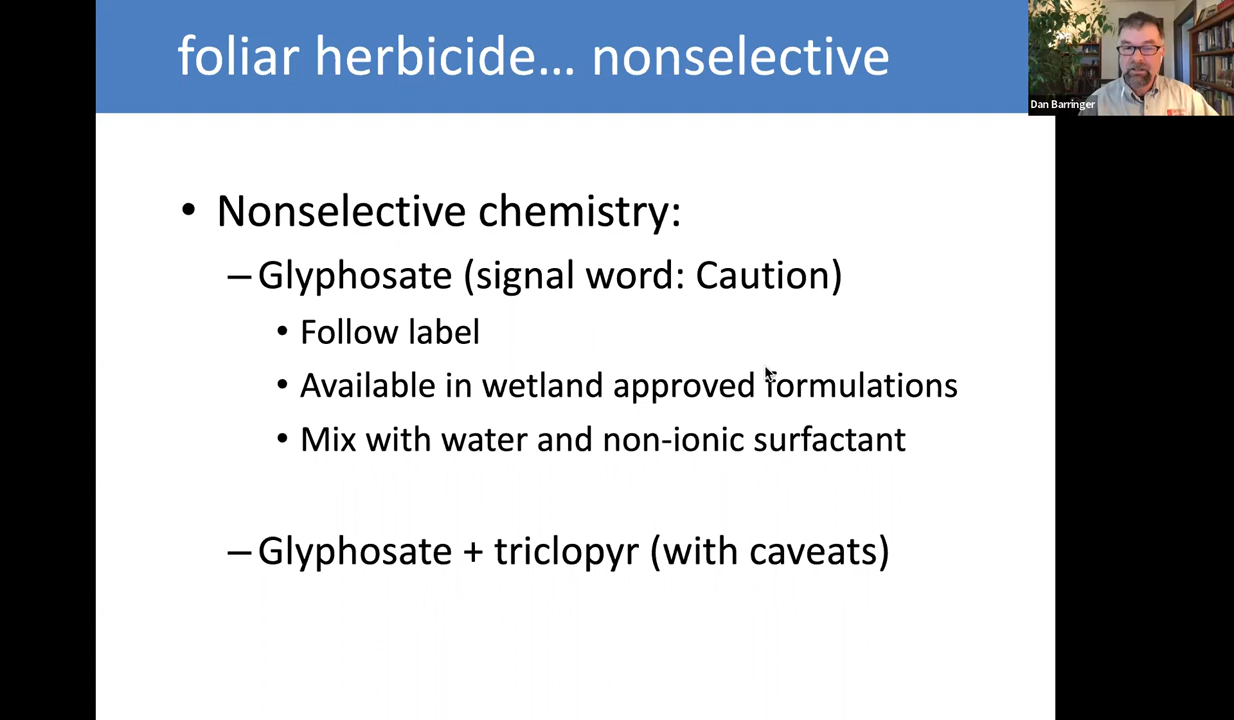 foliar herbicide... nonselective
Dan Barringer
• Nonselective chemistry:
–Glyphosate (signal word: Caution)
• Follow label
• Available in wetland approved formulations
• Mix with water and non-ionic surfactant
–Glyphosate + triclopyr (with caveats)